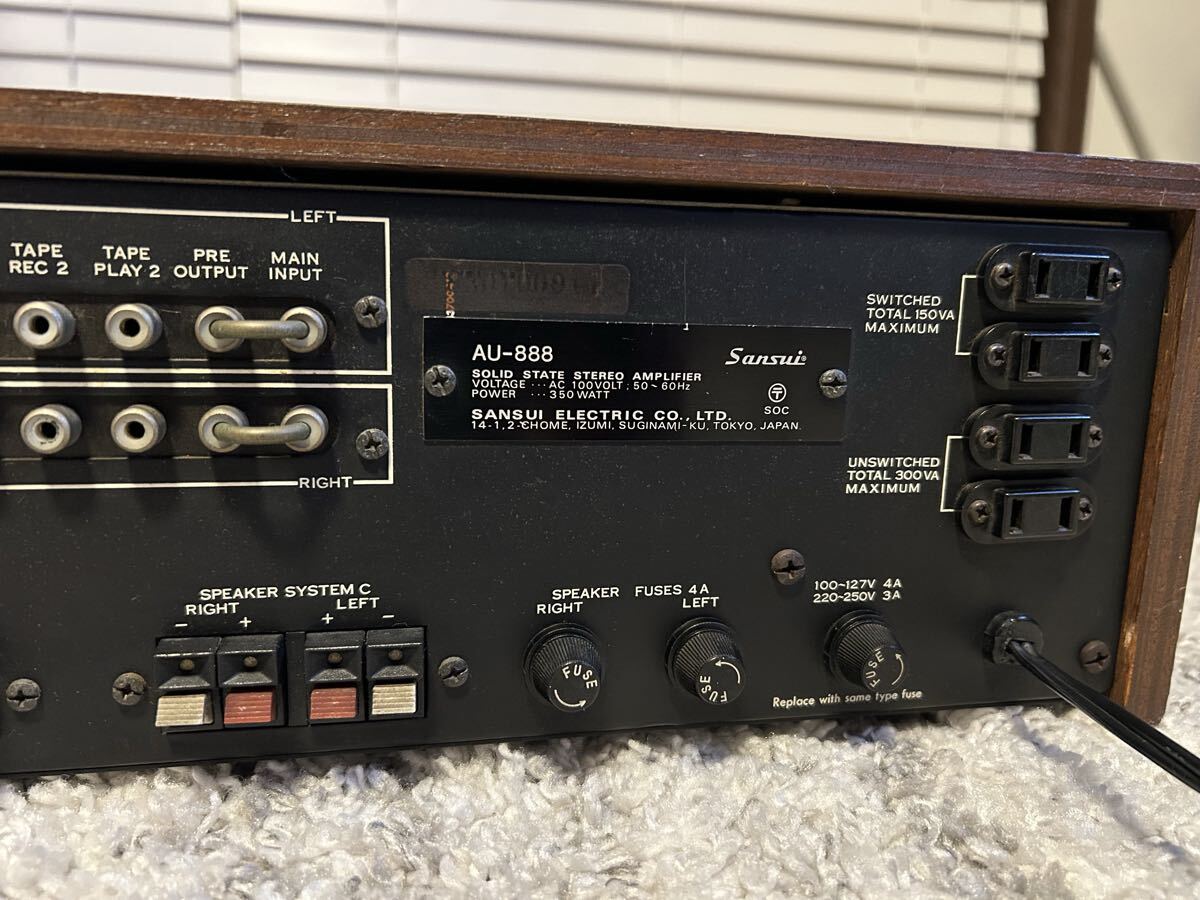 LEFT
TAPE REC 2
TAPE PLAY 2
PRE OUTPUT
MAIN INPUT
RIGHT
AU-888
Sansui®
SOLID STATE STEREO AMPLIFIER
VOLTAGE ··· AC 100VOLT; 50~60Hz
POWER ··· 350WATT
SOC
SANSUI ELECTRIC CO., LTD.
14-1, 2-CHOME, IZUMI, SUGINAMI-KU, TOKYO, JAPAN.
SWITCHED
TOTAL 150VA
MAXIMUM
UNSWITCHED
TOTAL 300VA
MAXIMUM
SPEAKER SYSTEM C
RIGHT LEFT
− + + −
SPEAKER FUSES 4A
RIGHT LEFT
FUSE
FUSE
100~127V 4A
220~250V 3A
FUSE
Replace with same type fuse